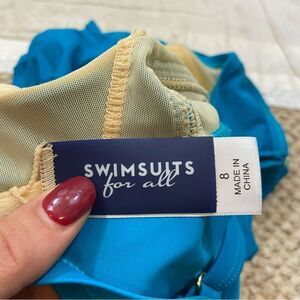 SWIMSUITS
for all
8
MADE IN
CHINA